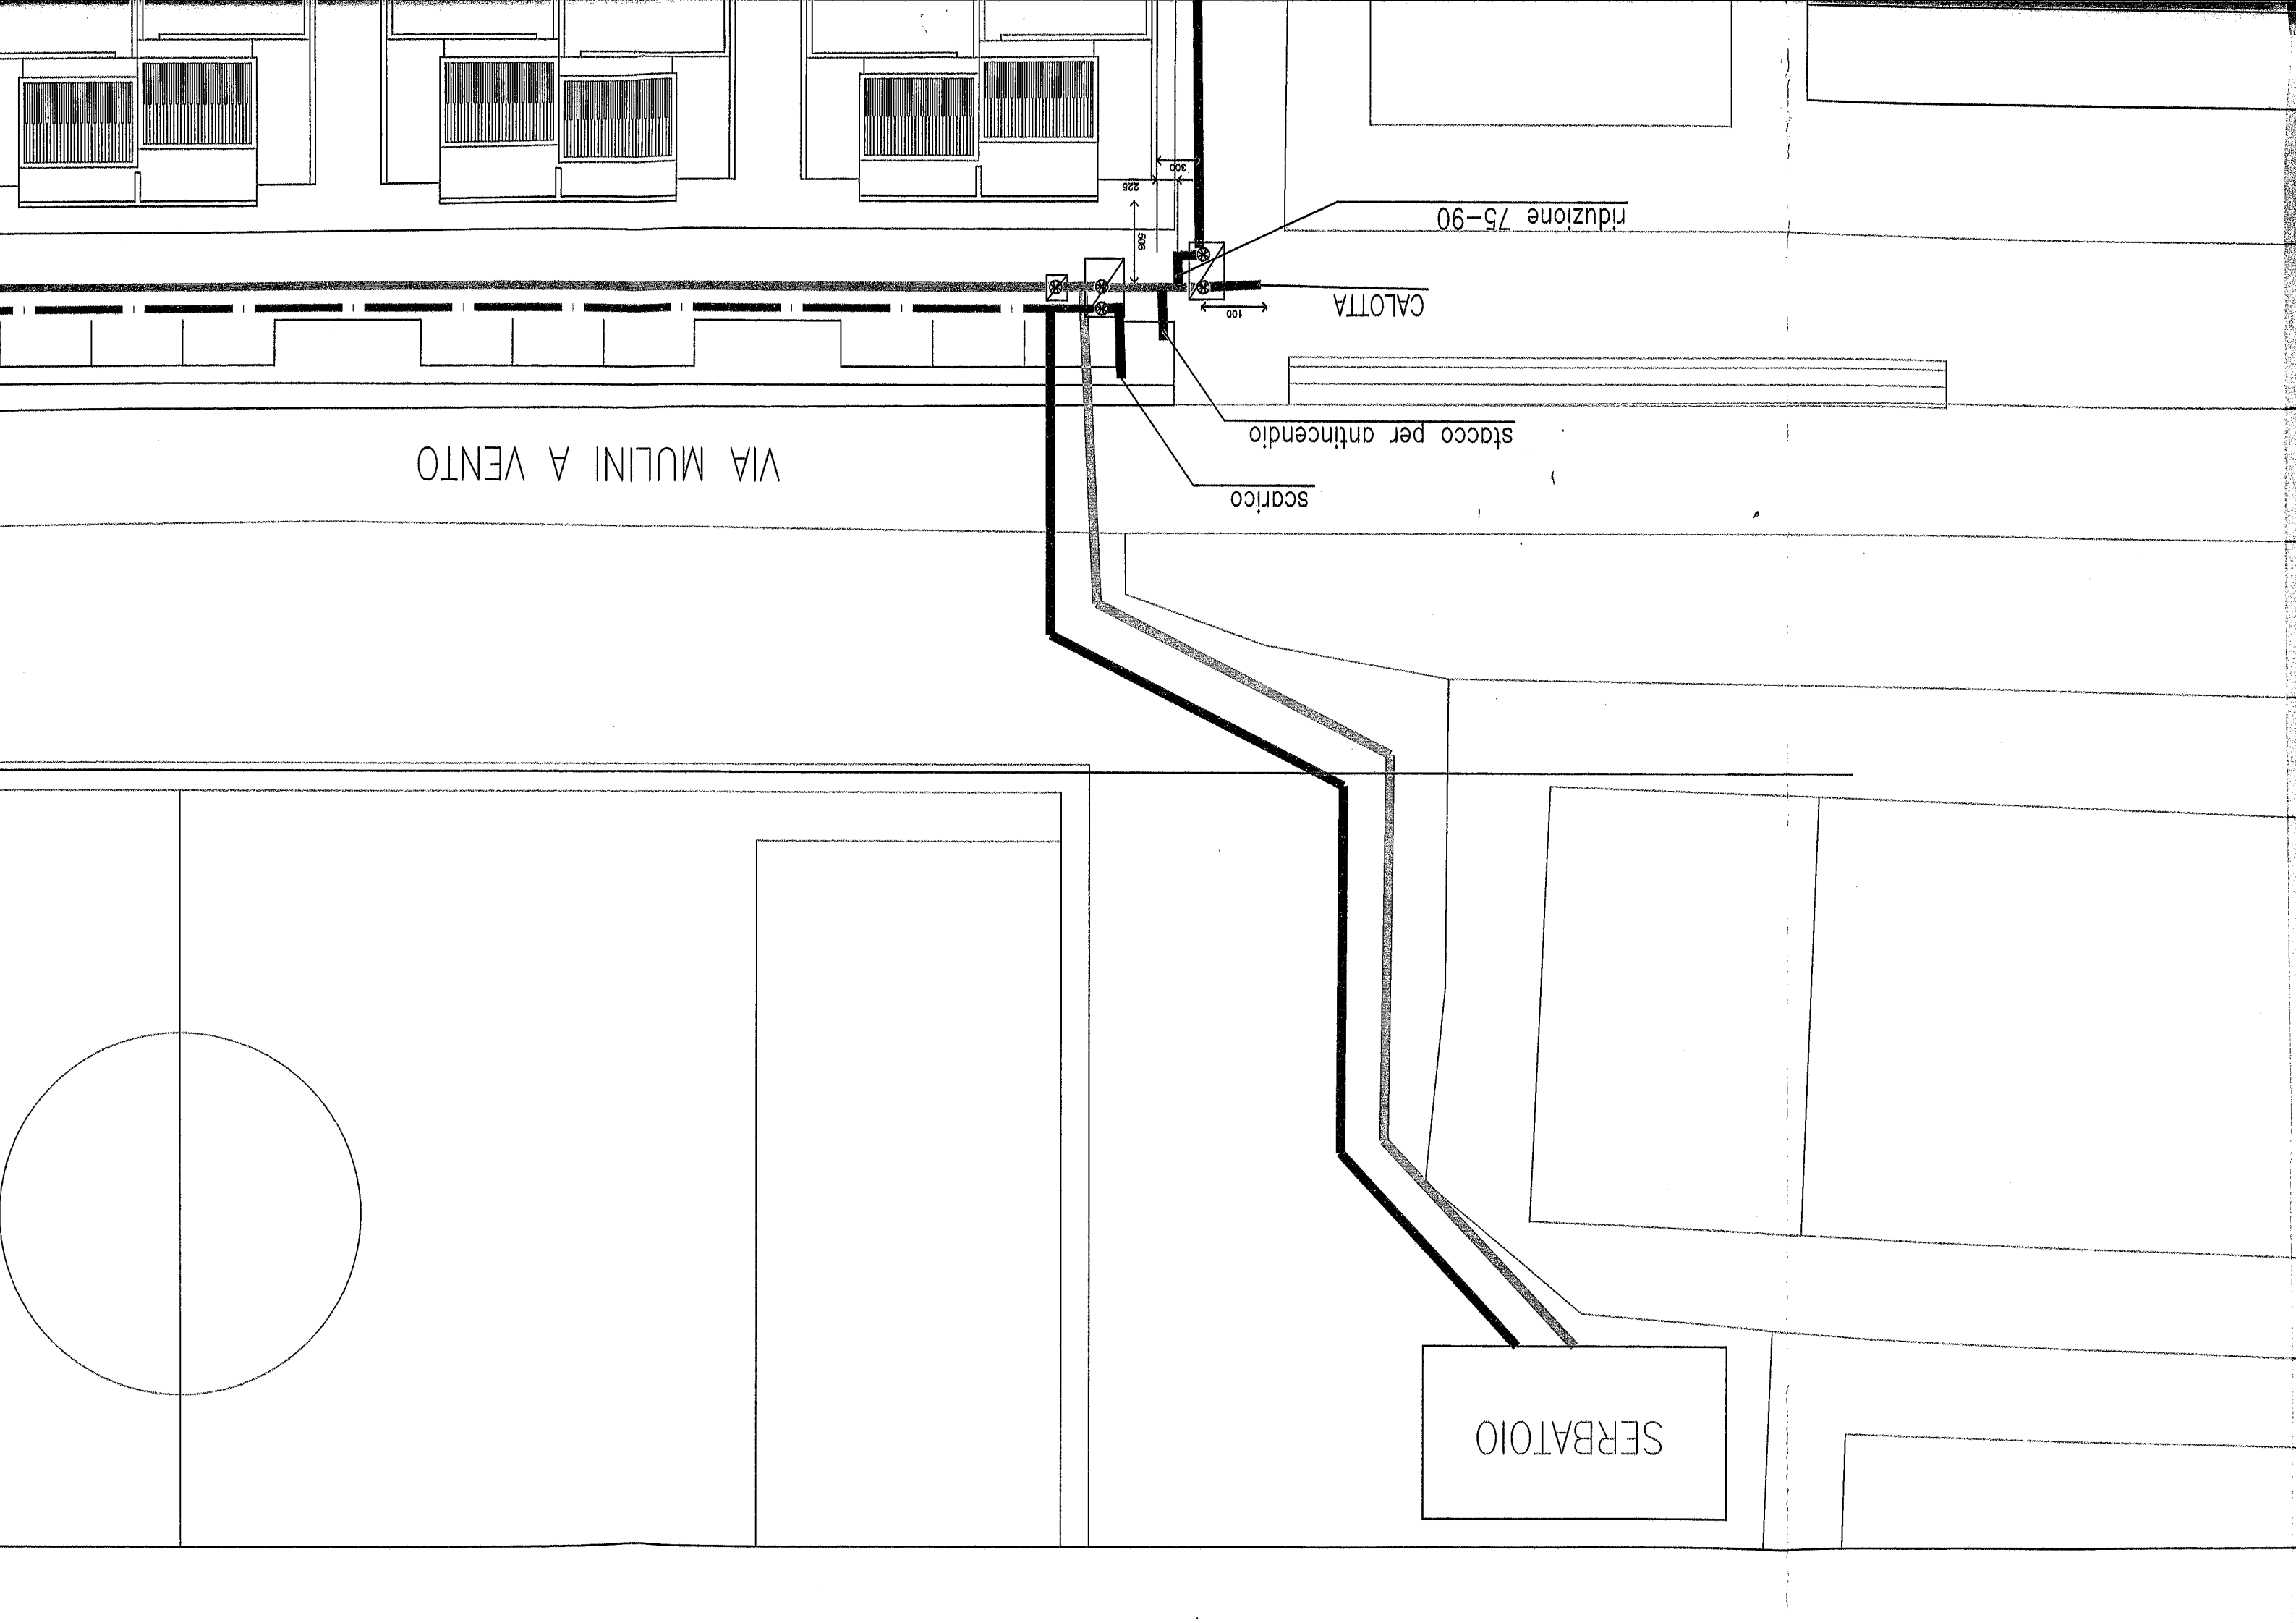 SERBATOIO
scarico
VIA MULINI A VENTO
stacco per antincendio
100
CALOTTA
506
riduzione 75-90
225
300